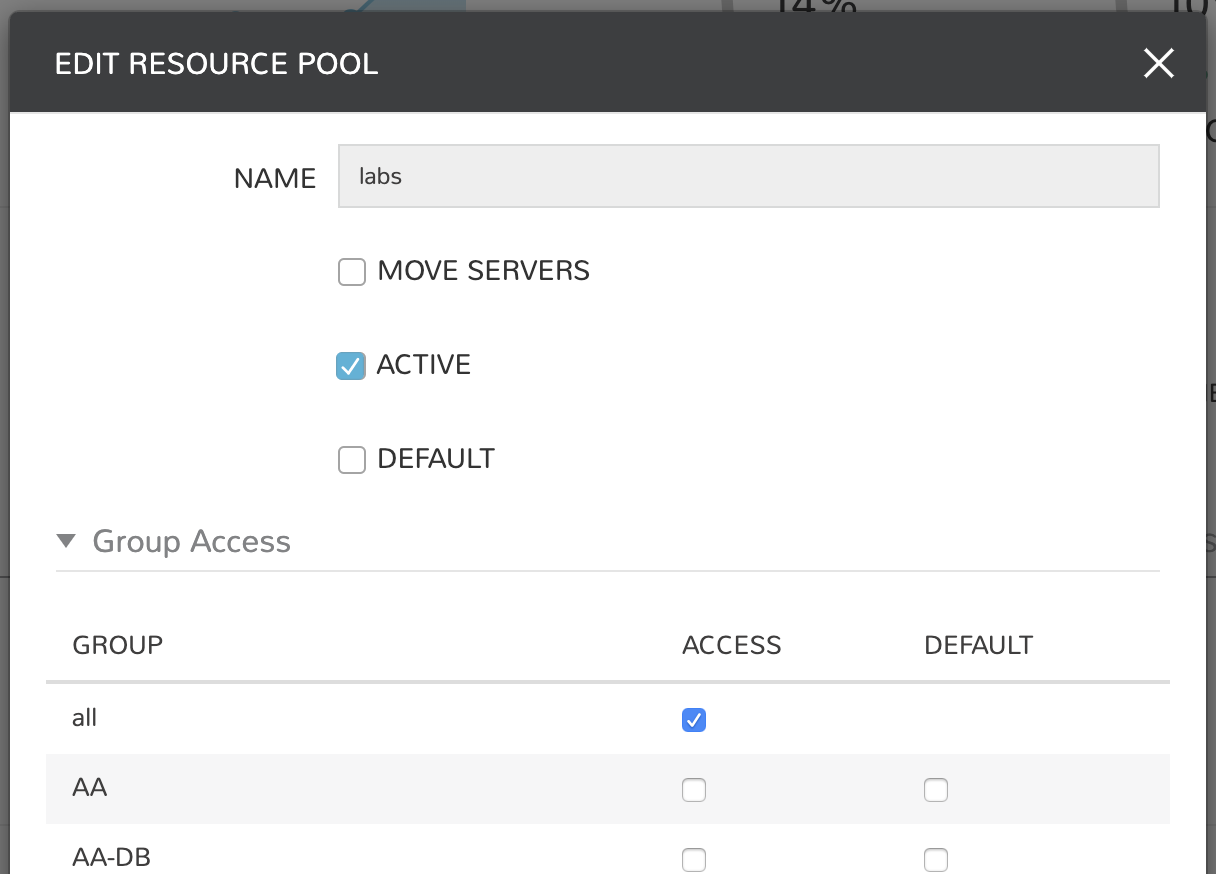 14%
EDIT RESOURCE POOL
NAME
labs
MOVE SERVERS
ACTIVE
DEFAULT
Group Access
GROUP ACCESS DEFAULT
all
AA
AA-DB